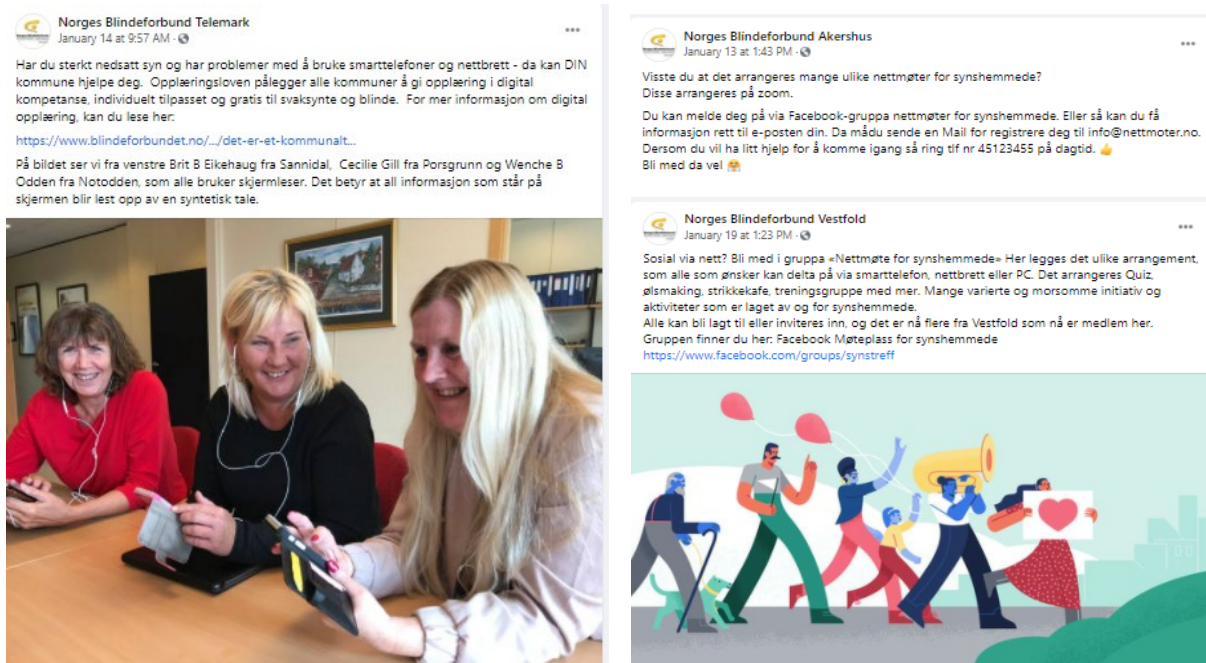 Norges Blindeforbund Telemark
January 14 at 9:57 AM ·
Har du sterkt nedsatt syn og har problemer med å bruke smarttelefoner og nettbrett - da kan DIN
kommune hjelpe deg. Opplæringsloven pålegger alle kommuner å gi opplæring i digital
kompetanse, individuelt tilpasset og gratis til svaksynte og blinde. For mer informasjon om digital
opplæring, kan du lese her:
https://www.blindeforbundet.no/.../det-er-et-kommunalt...
På bildet ser vi fra venstre Brit B Eikehaug fra Sannidal, Cecilie Gill fra Porsgrunn og Wenche B
Odden fra Notodden, som alle bruker skjermleser. Det betyr at all informasjon som står på
skjermen blir lest opp av en syntetisk tale.
Norges Blindeforbund Akershus
January 13 at 1:43 PM ·
Visste du at det arrangeres mange ulike nettmøter for synshemmede?
Disse arrangeres på zoom.
Du kan melde deg på via Facebook-gruppa nettmøter for synshemmede. Eller så kan du få
informasjon rett til e-posten din. Da mådu sende en Mail for registrere deg til info@nettmoter.no.
Dersom du vil ha litt hjelp for å komme igang så ring tlf nr 45123455 på dagtid. 👍
Bli med da vel 🤗
Norges Blindeforbund Vestfold
January 19 at 1:23 PM ·
Sosial via nett? Bli med i gruppa «Nettmøte for synshemmede» Her legges det ulike arrangement,
som alle som ønsker kan delta på via smarttelefon, nettbrett eller PC. Det arrangeres Quiz,
ølsmaking, strikkekafe, treningsgruppe med mer. Mange varierte og morsomme initiativ og
aktiviteter som er laget av og for synshemmede.
Alle kan bli lagt til eller inviteres inn, og det er nå flere fra Vestfold som nå er medlem her.
Gruppen finner du her: Facebook Møteplass for synshemmede
https://www.facebook.com/groups/synstreff